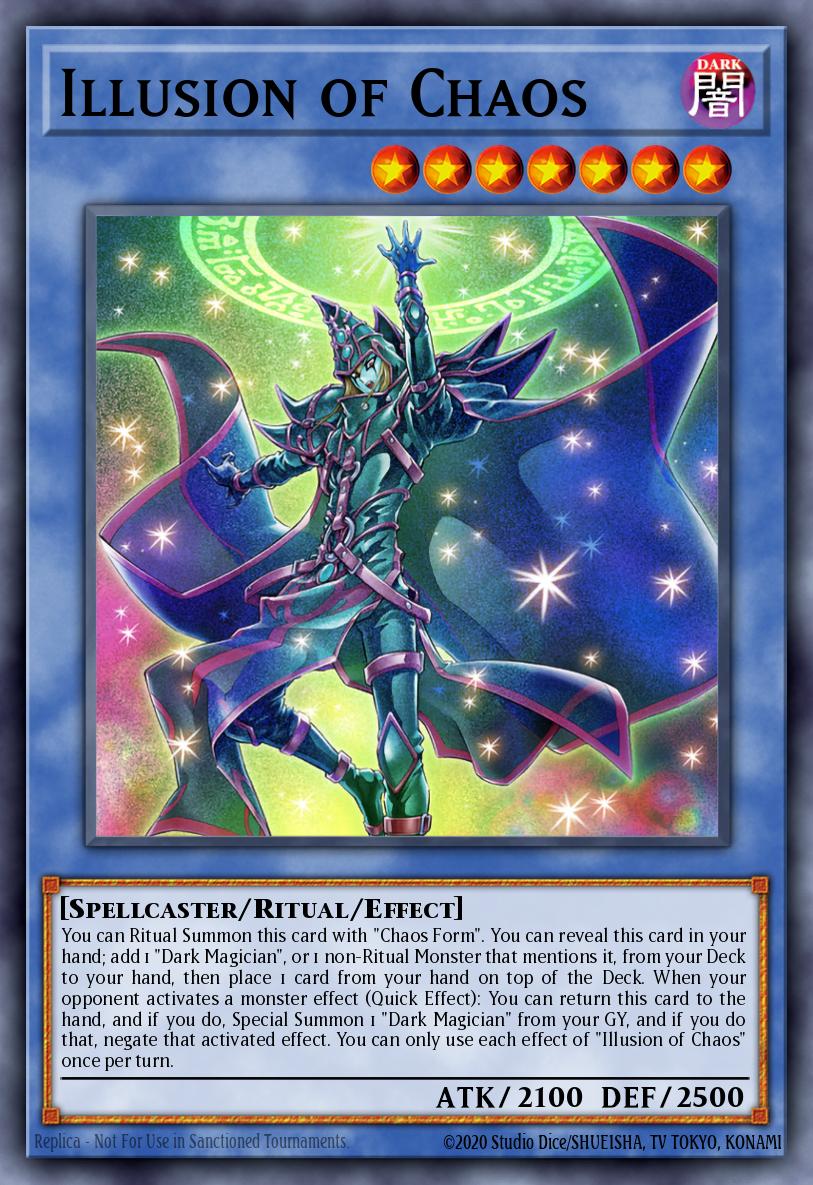 Illusion of Chaos
DARK
闇
[Spellcaster/Ritual/Effect]
You can Ritual Summon this card with "Chaos Form". You can reveal this card in your
hand; add 1 "Dark Magician", or 1 non-Ritual Monster that mentions it, from your Deck
to your hand, then place 1 card from your hand on top of the Deck. When your
opponent activates a monster effect (Quick Effect): You can return this card to the
hand, and if you do, Special Summon 1 "Dark Magician" from your GY, and if you do
that, negate that activated effect. You can only use each effect of "Illusion of Chaos"
once per turn.
ATK/2100 DEF/2500
Replica - Not For Use in Sanctioned Tournaments.
©2020 Studio Dice/SHUEISHA, TV TOKYO, KONAMI